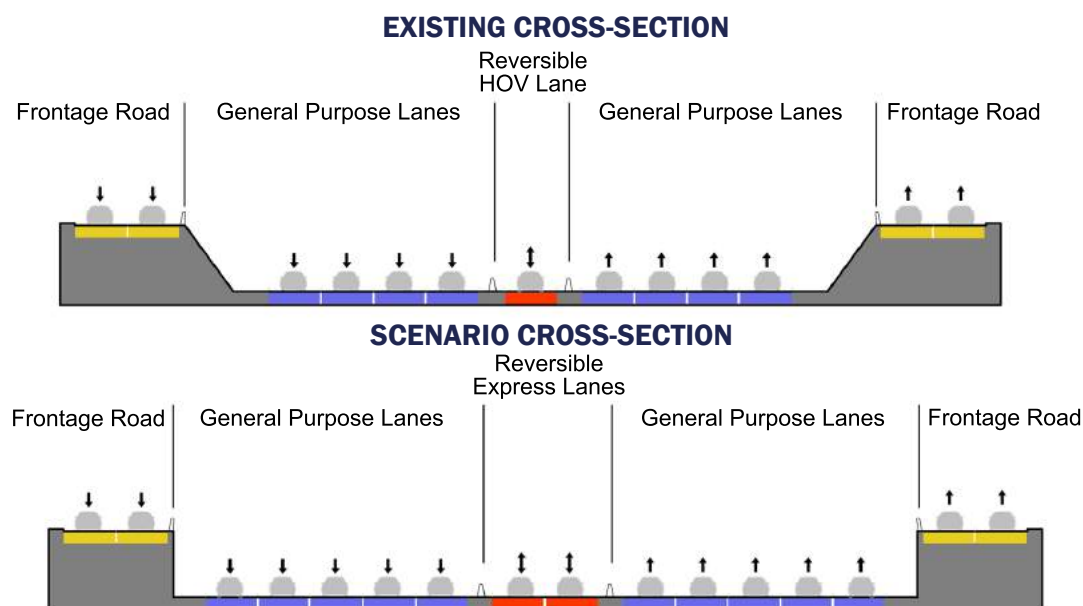 EXISTING CROSS-SECTION
Reversible
HOV Lane
Frontage Road
General Purpose Lanes
General Purpose Lanes
Frontage Road
SCENARIO CROSS-SECTION
Reversible
Express Lanes
Frontage Road
General Purpose Lanes
General Purpose Lanes
Frontage Road